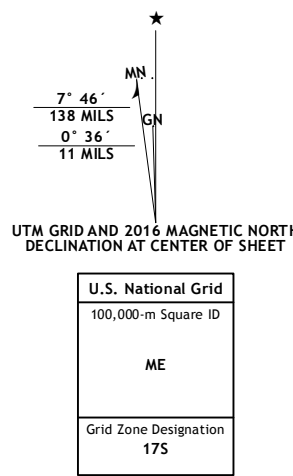 MN
7° 46´
138 MILS
GN
0° 36´
11 MILS
UTM GRID AND 2016 MAGNETIC NORTH
DECLINATION AT CENTER OF SHEET
U.S. National Grid
100,000-m Square ID
ME
Grid Zone Designation
17S